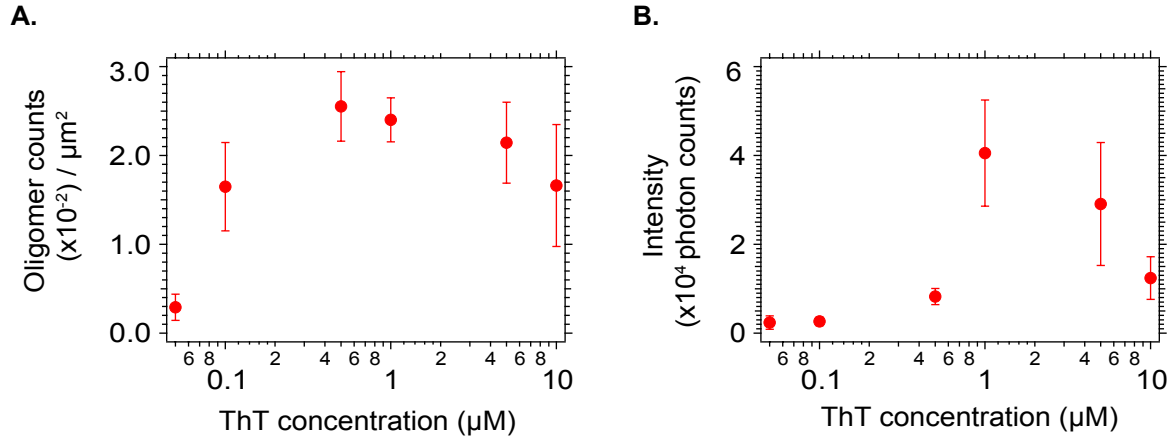 A.
Oligomer counts
(x10⁻²) / µm²
3.0
2.0
1.0
0.0
6 8 2 4 6 8 2 4 6 8
0.1 1 10
ThT concentration (µM)
B.
Intensity
(x10⁴ photon counts)
6
4
2
0
6 8 2 4 6 8 2 4 6 8
0.1 1 10
ThT concentration (µM)